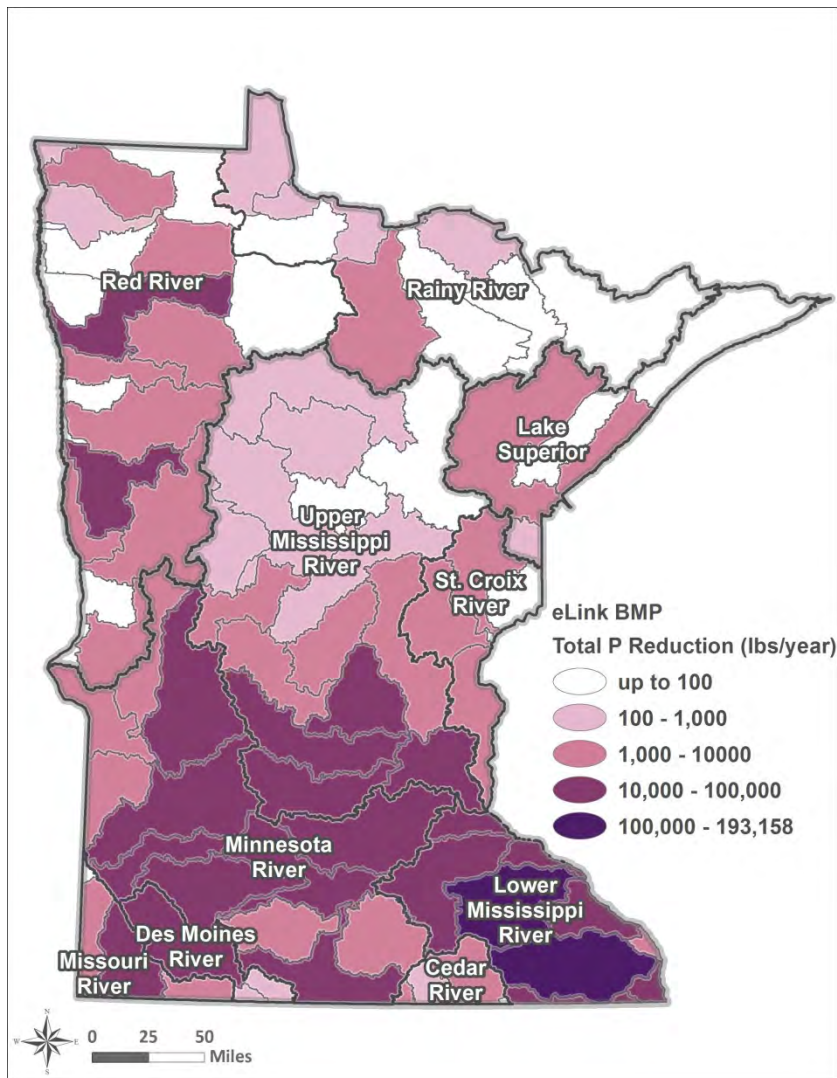 Red River
Rainy River
Lake
Superior
Upper
Mississippi
River
St. Croix
River
eLink BMP
Total P Reduction (lbs/year)
up to 100
100 - 1,000
1,000 - 10000
10,000 - 100,000
100,000 - 193,158
Minnesota
River
Lower
Mississippi
River
Des Moines
River
Missouri
River
Cedar
River
N
W
E
S
0 25 50
Miles